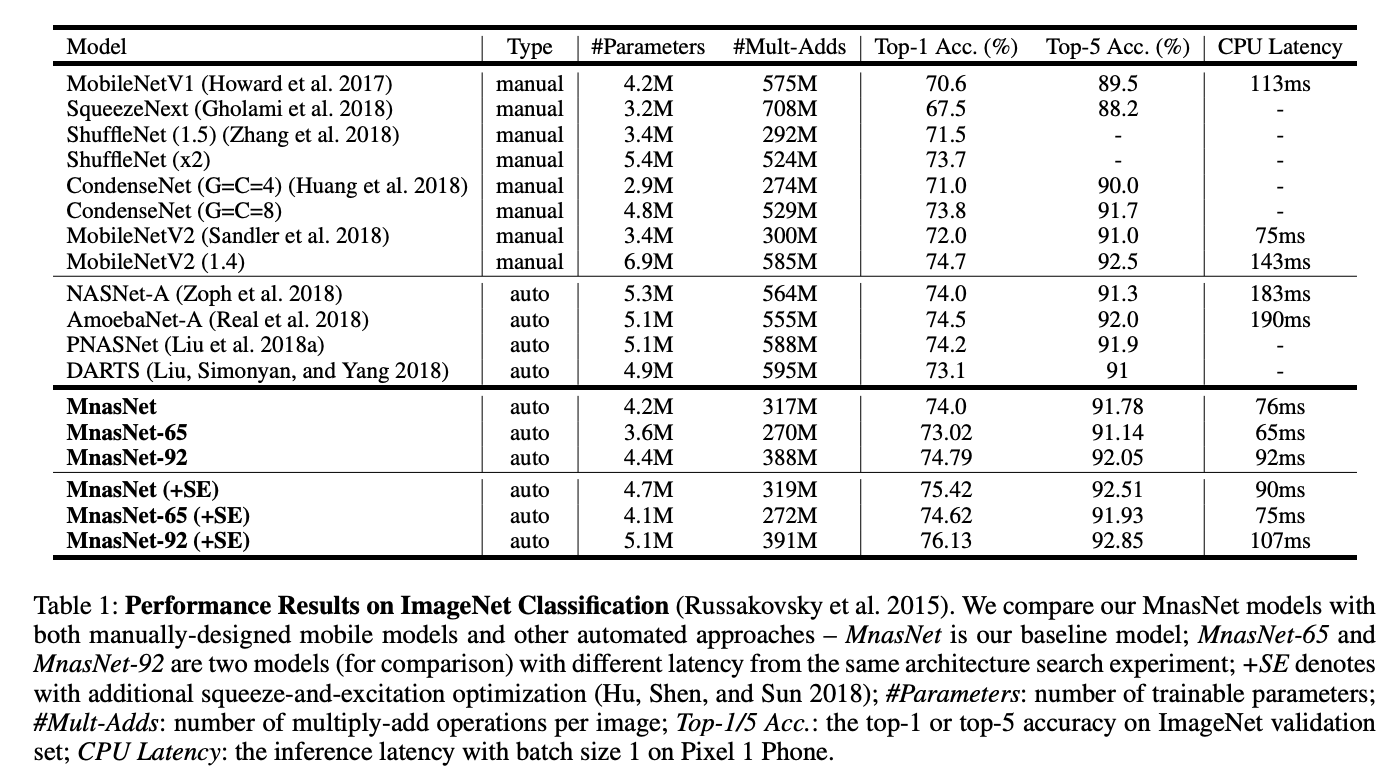 Model Type #Parameters #Mult-Adds Top-1 Acc. (%) Top-5 Acc. (%) CPU Latency
MobileNetV1 (Howard et al. 2017) manual 4.2M 575M 70.6 89.5 113ms
SqueezeNext (Gholami et al. 2018) manual 3.2M 708M 67.5 88.2 -
ShuffleNet (1.5) (Zhang et al. 2018) manual 3.4M 292M 71.5 - -
ShuffleNet (x2) manual 5.4M 524M 73.7 - -
CondenseNet (G=C=4) (Huang et al. 2018) manual 2.9M 274M 71.0 90.0 -
CondenseNet (G=C=8) manual 4.8M 529M 73.8 91.7 -
MobileNetV2 (Sandler et al. 2018) manual 3.4M 300M 72.0 91.0 75ms
MobileNetV2 (1.4) manual 6.9M 585M 74.7 92.5 143ms
NASNet-A (Zoph et al. 2018) auto 5.3M 564M 74.0 91.3 183ms
AmoebaNet-A (Real et al. 2018) auto 5.1M 555M 74.5 92.0 190ms
PNASNet (Liu et al. 2018a) auto 5.1M 588M 74.2 91.9 -
DARTS (Liu, Simonyan, and Yang 2018) auto 4.9M 595M 73.1 91 -
MnasNet auto 4.2M 317M 74.0 91.78 76ms
MnasNet-65 auto 3.6M 270M 73.02 91.14 65ms
MnasNet-92 auto 4.4M 388M 74.79 92.05 92ms
MnasNet (+SE) auto 4.7M 319M 75.42 92.51 90ms
MnasNet-65 (+SE) auto 4.1M 272M 74.62 91.93 75ms
MnasNet-92 (+SE) auto 5.1M 391M 76.13 92.85 107ms
Table 1: Performance Results on ImageNet Classification (Russakovsky et al. 2015). We compare our MnasNet models with
both manually-designed mobile models and other automated approaches – MnasNet is our baseline model; MnasNet-65 and
MnasNet-92 are two models (for comparison) with different latency from the same architecture search experiment; +SE denotes
with additional squeeze-and-excitation optimization (Hu, Shen, and Sun 2018); #Parameters: number of trainable parameters;
#Mult-Adds: number of multiply-add operations per image; Top-1/5 Acc.: the top-1 or top-5 accuracy on ImageNet validation
set; CPU Latency: the inference latency with batch size 1 on Pixel 1 Phone.